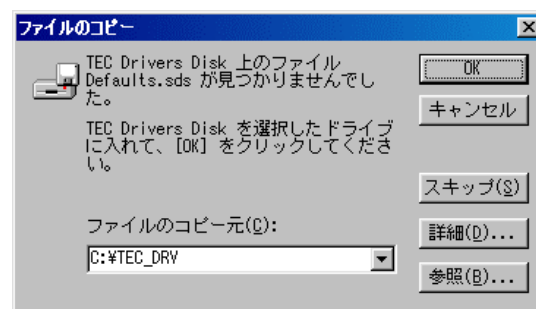 ファイルのコピー
TEC Drivers Disk 上のファイル
Defaults.sds が見つかりませんでし
た。
TEC Drivers Disk を選択したドライブ
に入れて、[OK] をクリックしてくださ
い。
ファイルのコピー元(C):
C:¥TEC_DRV
OK
キャンセル
スキップ(S)
詳細(D)...
参照(B)...